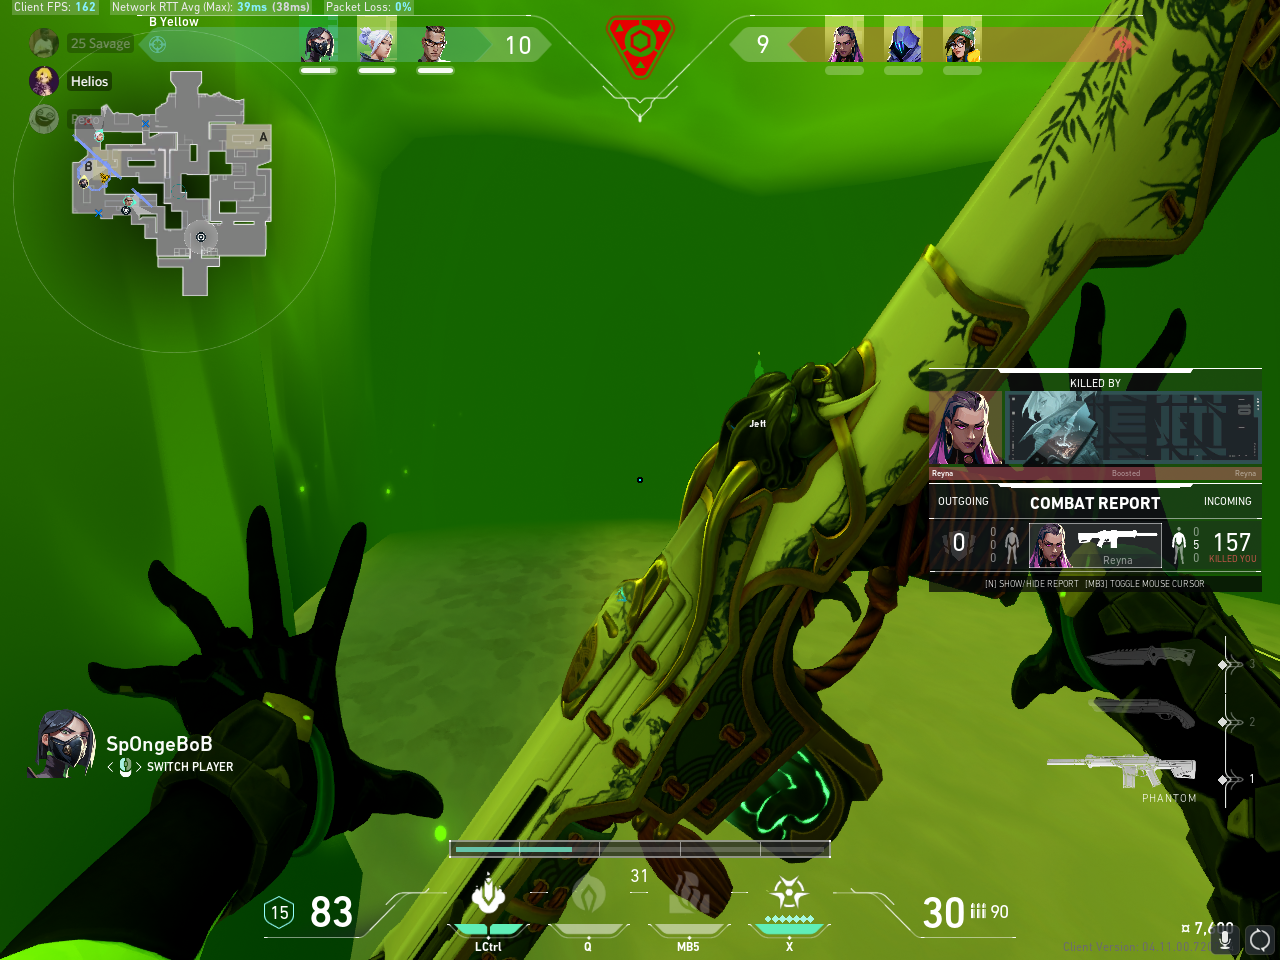 Client FPS: 162 Network RTT Avg (Max): 39ms (38ms) Packet Loss: 0%
B Yellow
25 Savage
Helios
Pedo
10
9
A
B
Jett
KILLED BY
Reyna Boosted Reyna
OUTGOING COMBAT REPORT INCOMING
0 0 0 0 Reyna 0 5 0 157 KILLED YOU
[N] SHOW/HIDE REPORT [MB3] TOGGLE MOUSE CURSOR
3
2
1
PHANTOM
SpOngeBoB
< > SWITCH PLAYER
31
15 83
30 90
LCtrl Q MB5 X
¤ 7,600